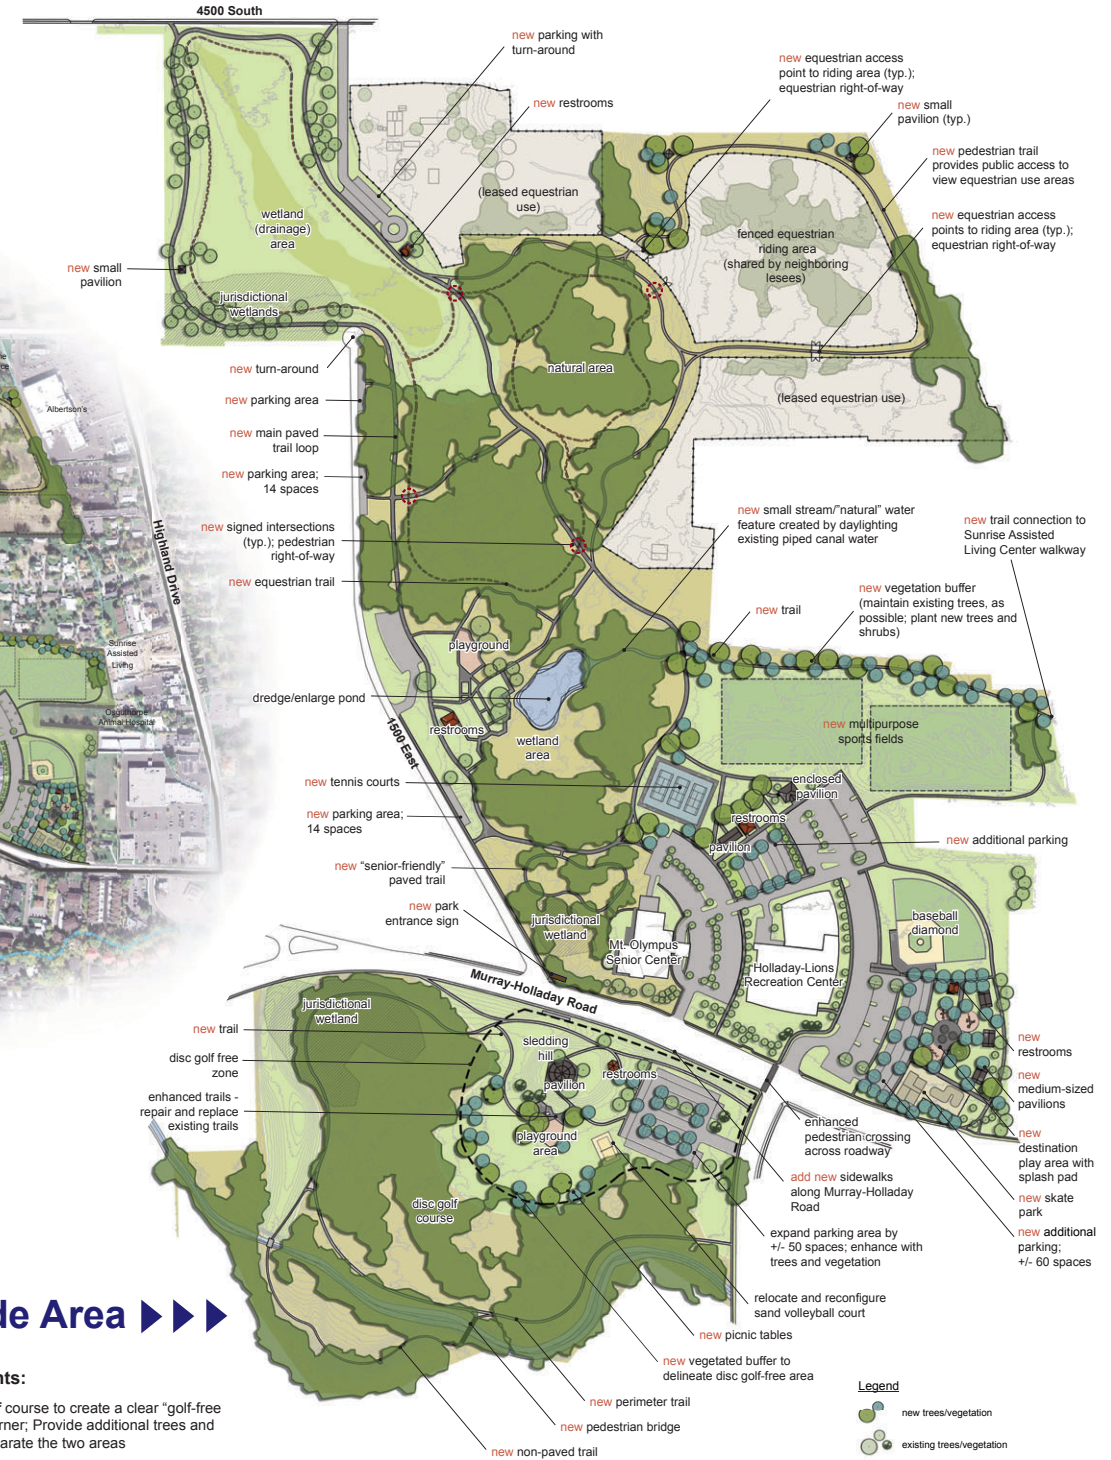 4500 South
new parking with
turn-around
new restrooms
new equestrian access
point to riding area (typ.);
equestrian right-of-way
new small
pavilion (typ.)
new pedestrian trail
provides public access to
view equestrian use areas
new equestrian access
points to riding area (typ.);
equestrian right-of-way
(leased equestrian
use)
wetland
(drainage)
area
fenced equestrian
riding area
(shared by neighboring
lesees)
new small
pavilion
jurisdictional
wetlands
new turn-around
natural area
(leased equestrian use)
new parking area
new main paved
trail loop
new parking area;
14 spaces
new signed intersections
(typ.); pedestrian
right-of-way
new equestrian trail
new small stream/"natural" water
feature created by daylighting
existing piped canal water
new trail connection to
Sunrise Assisted
Living Center walkway
new vegetation buffer
(maintain existing trees, as
possible; plant new trees and
shrubs)
new trail
Albertson's
Highland Drive
Sunrise
Assisted
Living
Osguthorpe
Animal Hospital
playground
dredge/enlarge pond
restrooms
wetland
area
1500 East
new multipurpose
sports fields
new tennis courts
enclosed
pavilion
restrooms
pavilion
new parking area;
14 spaces
new additional parking
new “senior-friendly”
paved trail
new park
entrance sign
jurisdictional
wetland
Mt. Olympus
Senior Center
baseball
diamond
Holladay-Lions
Recreation Center
Murray-Holladay Road
jurisdictional
wetland
new trail
disc golf free
zone
enhanced trails -
repair and replace
existing trails
sledding
hill
pavilion
restrooms
playground
area
disc golf
course
new
restrooms
new
medium-sized
pavilions
new
destination
play area with
splash pad
new skate
park
new additional
parking;
+/- 60 spaces
enhanced
pedestrian crossing
across roadway
add new sidewalks
along Murray-Holladay
Road
expand parking area by
+/- 50 spaces; enhance with
trees and vegetation
relocate and reconfigure
sand volleyball court
new picnic tables
new vegetated buffer to
delineate disc golf-free area
new perimeter trail
new pedestrian bridge
new non-paved trail
de Area
nts:
f course to create a clear “golf-free
rner; Provide additional trees and
arate the two areas
Legend
new trees/vegetation
existing trees/vegetation